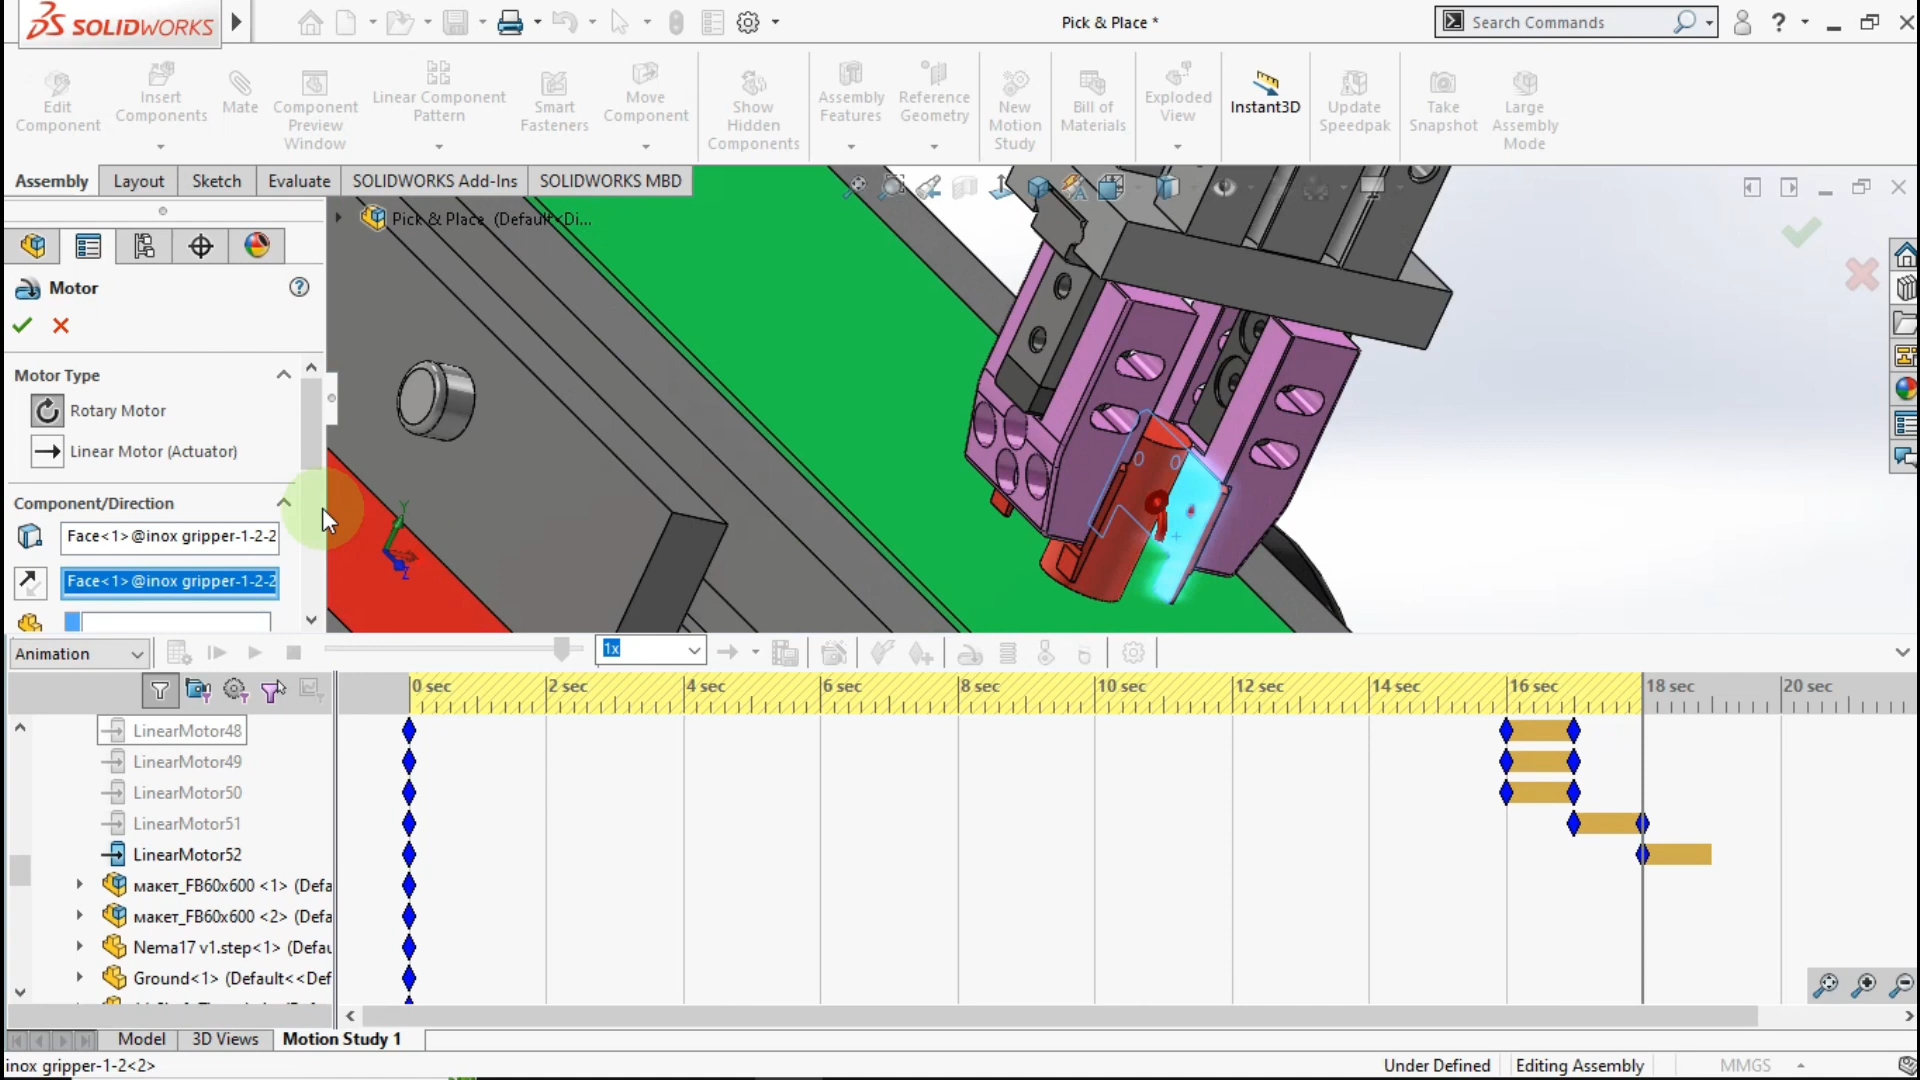 SOLIDWORKS
Pick & Place *
Search Commands
Edit
Component
Insert
Components
Mate
Component
Preview
Window
Linear Component
Pattern
Smart
Fasteners
Move
Component
Show
Hidden
Components
Assembly
Features
Reference
Geometry
New
Motion
Study
Bill of
Materials
Exploded
View
Instant3D
Update
Speedpak
Take
Snapshot
Large
Assembly
Mode
Assembly
Layout
Sketch
Evaluate
SOLIDWORKS Add-Ins
SOLIDWORKS MBD
Pick & Place (Default<Di...
Motor
Motor Type
Rotary Motor
Linear Motor (Actuator)
Component/Direction
Face<1>@inox gripper-1-2-2
Face<1>@inox gripper-1-2-2
Y
Z
Animation
1x
0 sec
2 sec
4 sec
6 sec
8 sec
10 sec
12 sec
14 sec
16 sec
18 sec
20 sec
LinearMotor48
LinearMotor49
LinearMotor50
LinearMotor51
LinearMotor52
макет_FB60x600 <1> (Defa
макет_FB60x600 <2> (Defa
Nema17 v1.step<1> (Defau
Ground<1> (Default<<Def
Model
3D Views
Motion Study 1
inox gripper-1-2<2>
Under Defined
Editing Assembly
MMGS